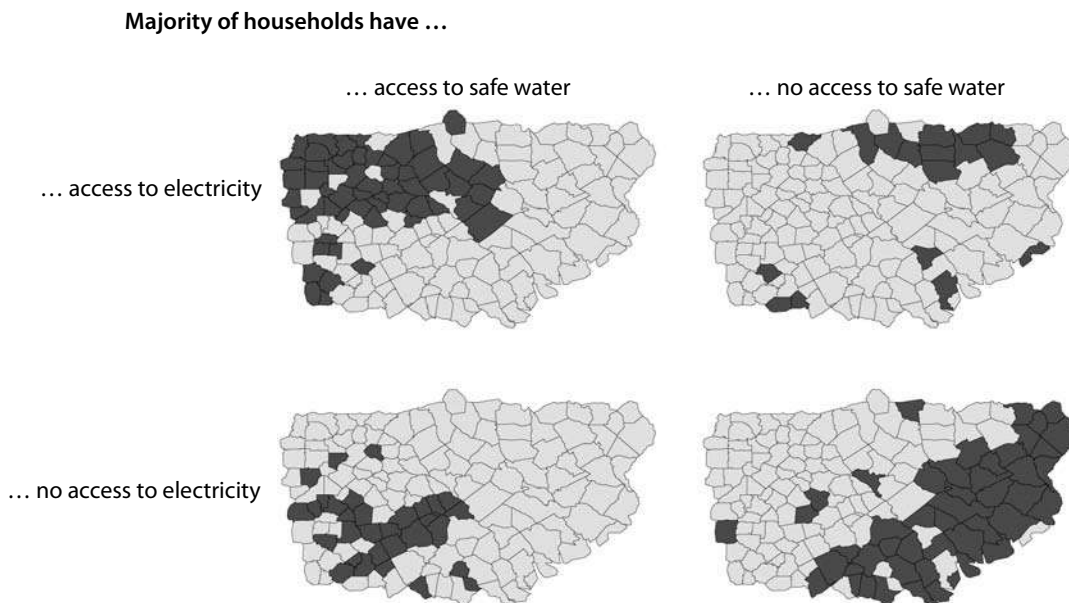 Majority of households have …
… access to safe water
… no access to safe water
… access to electricity
… no access to electricity